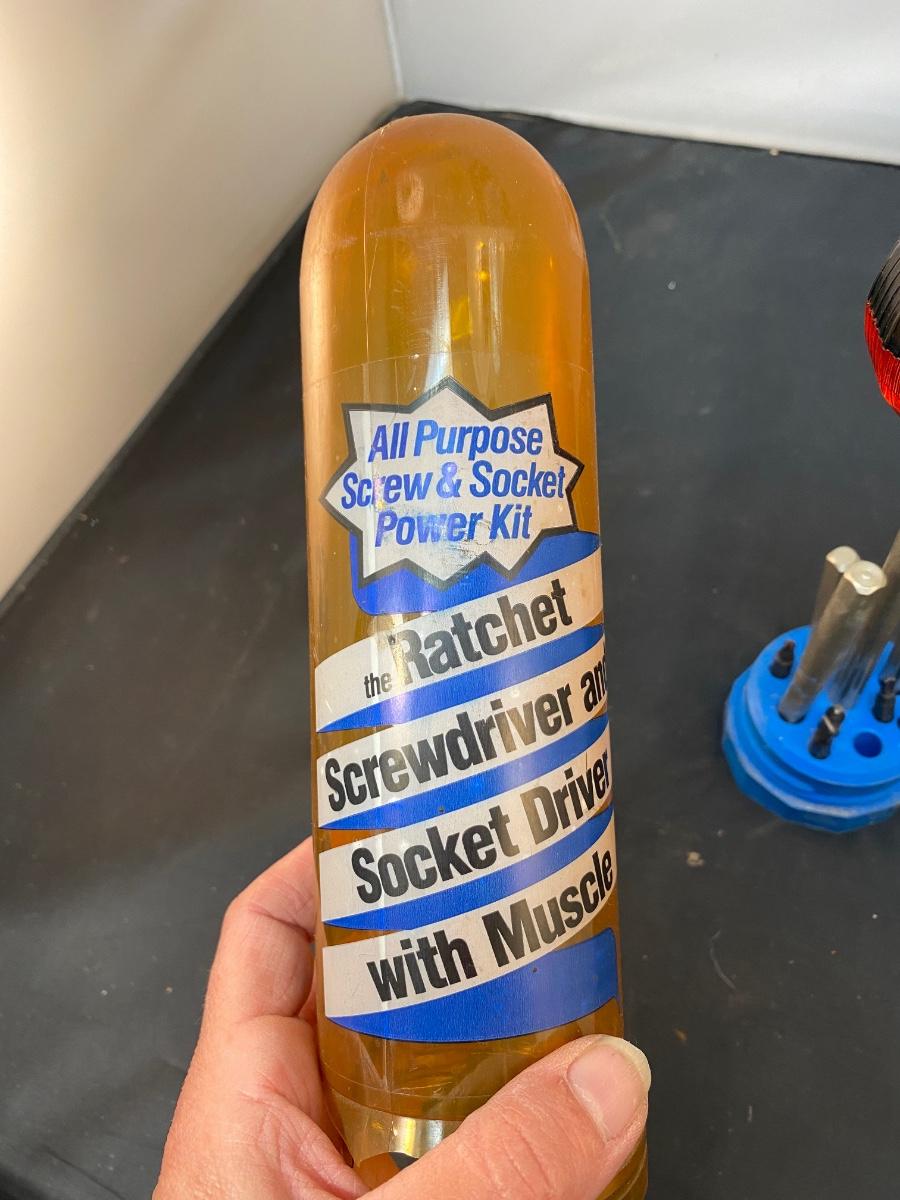 All Purpose
Screw & Socket
Power Kit
the Ratchet
Screwdriver and
Socket Driver
with Muscle